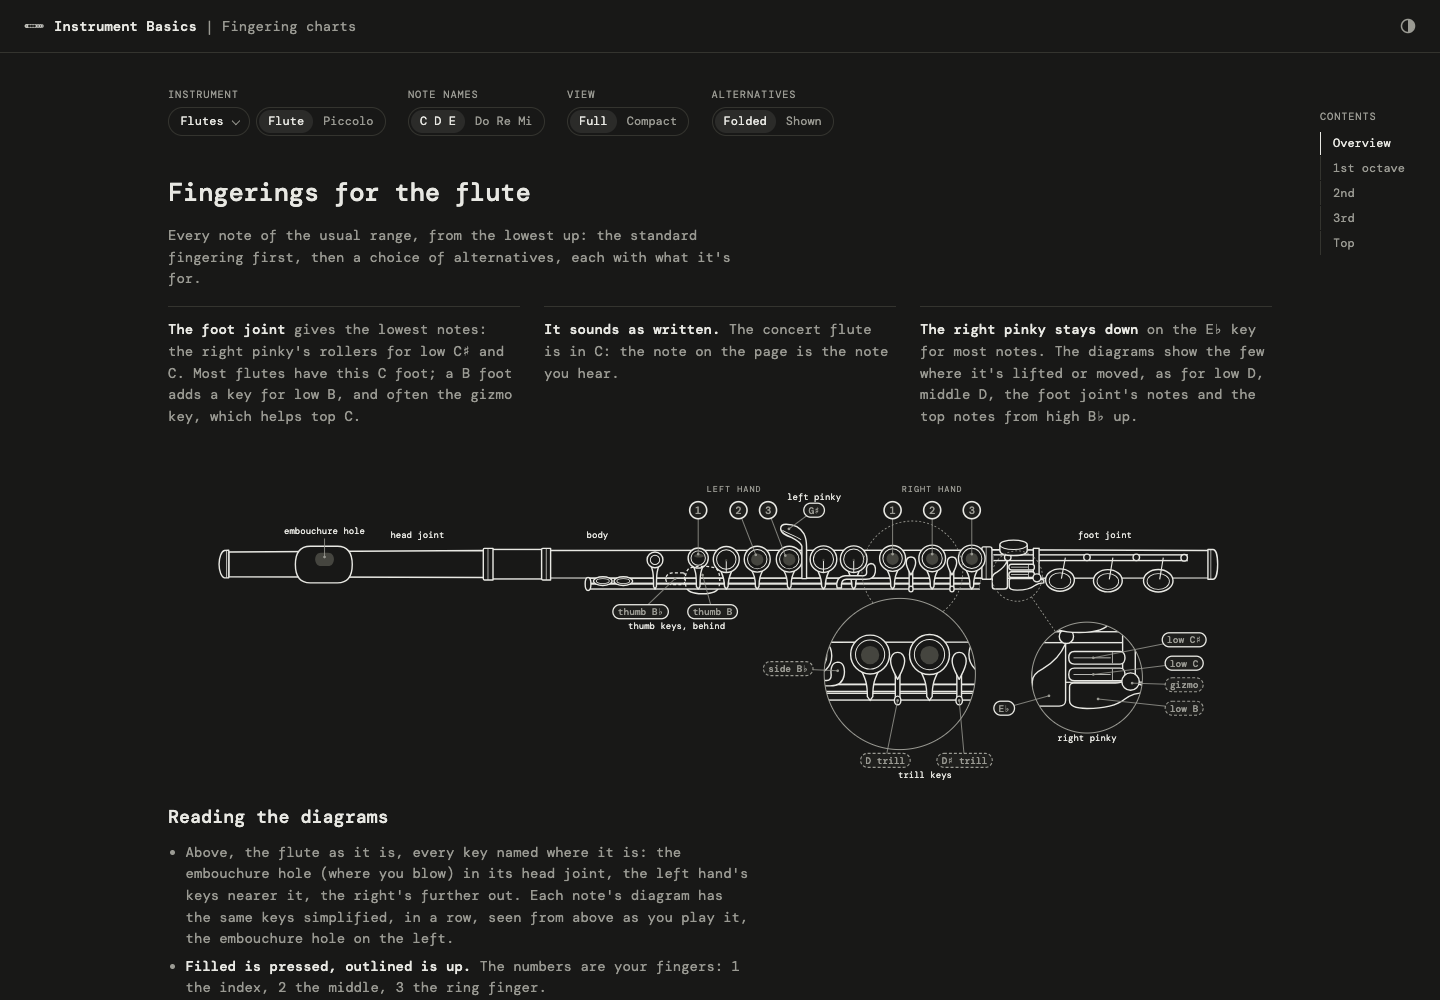 Instrument Basics | Fingering charts
INSTRUMENT
Flutes
Flute Piccolo
NOTE NAMES
C D E Do Re Mi
VIEW
Full Compact
ALTERNATIVES
Folded Shown
CONTENTS
Overview
1st octave
2nd
3rd
Top
Fingerings for the flute
Every note of the usual range, from the lowest up: the standard
fingering first, then a choice of alternatives, each with what it's
for.
The foot joint gives the lowest notes:
the right pinky's rollers for low C♯ and
C. Most flutes have this C foot; a B foot
adds a key for low B, and often the gizmo
key, which helps top C.
It sounds as written. The concert flute
is in C: the note on the page is the note
you hear.
The right pinky stays down on the E♭ key
for most notes. The diagrams show the few
where it's lifted or moved, as for low D,
middle D, the foot joint's notes and the
top notes from high B♭ up.
LEFT HAND
left pinky
RIGHT HAND
1 2 3 G♯ 1 2 3
embouchure hole
head joint
body
foot joint
thumb B♭ thumb B
thumb keys, behind
side B♭
D trill D♯ trill
trill keys
low C♯
low C
gizmo
low B
E♭
right pinky
Reading the diagrams
• Above, the flute as it is, every key named where it is: the
embouchure hole (where you blow) in its head joint, the left hand's
keys nearer it, the right's further out. Each note's diagram has
the same keys simplified, in a row, seen from above as you play it,
the embouchure hole on the left.
• Filled is pressed, outlined is up. The numbers are your fingers: 1
the index, 2 the middle, 3 the ring finger.